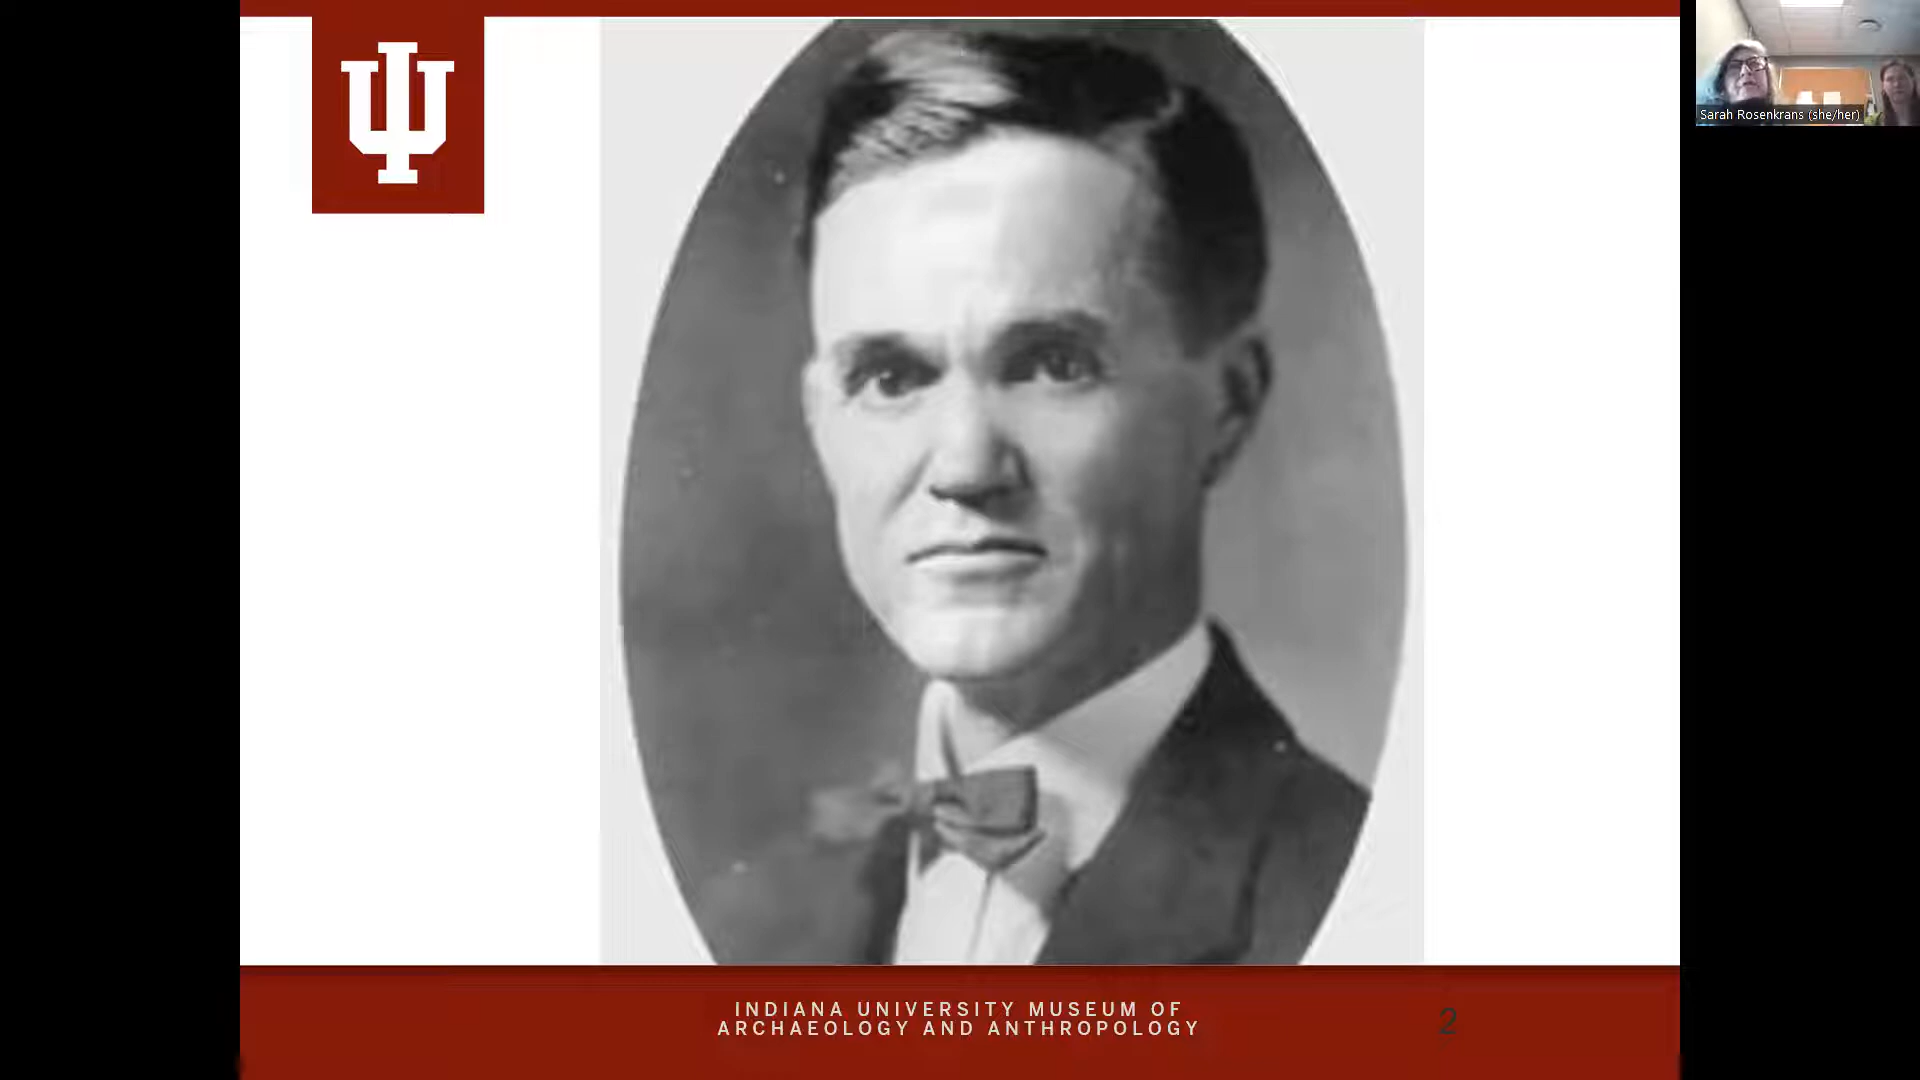 Sarah Rosenkrans (she/her)
INDIANA UNIVERSITY MUSEUM OF
ARCHAEOLOGY AND ANTHROPOLOGY
2